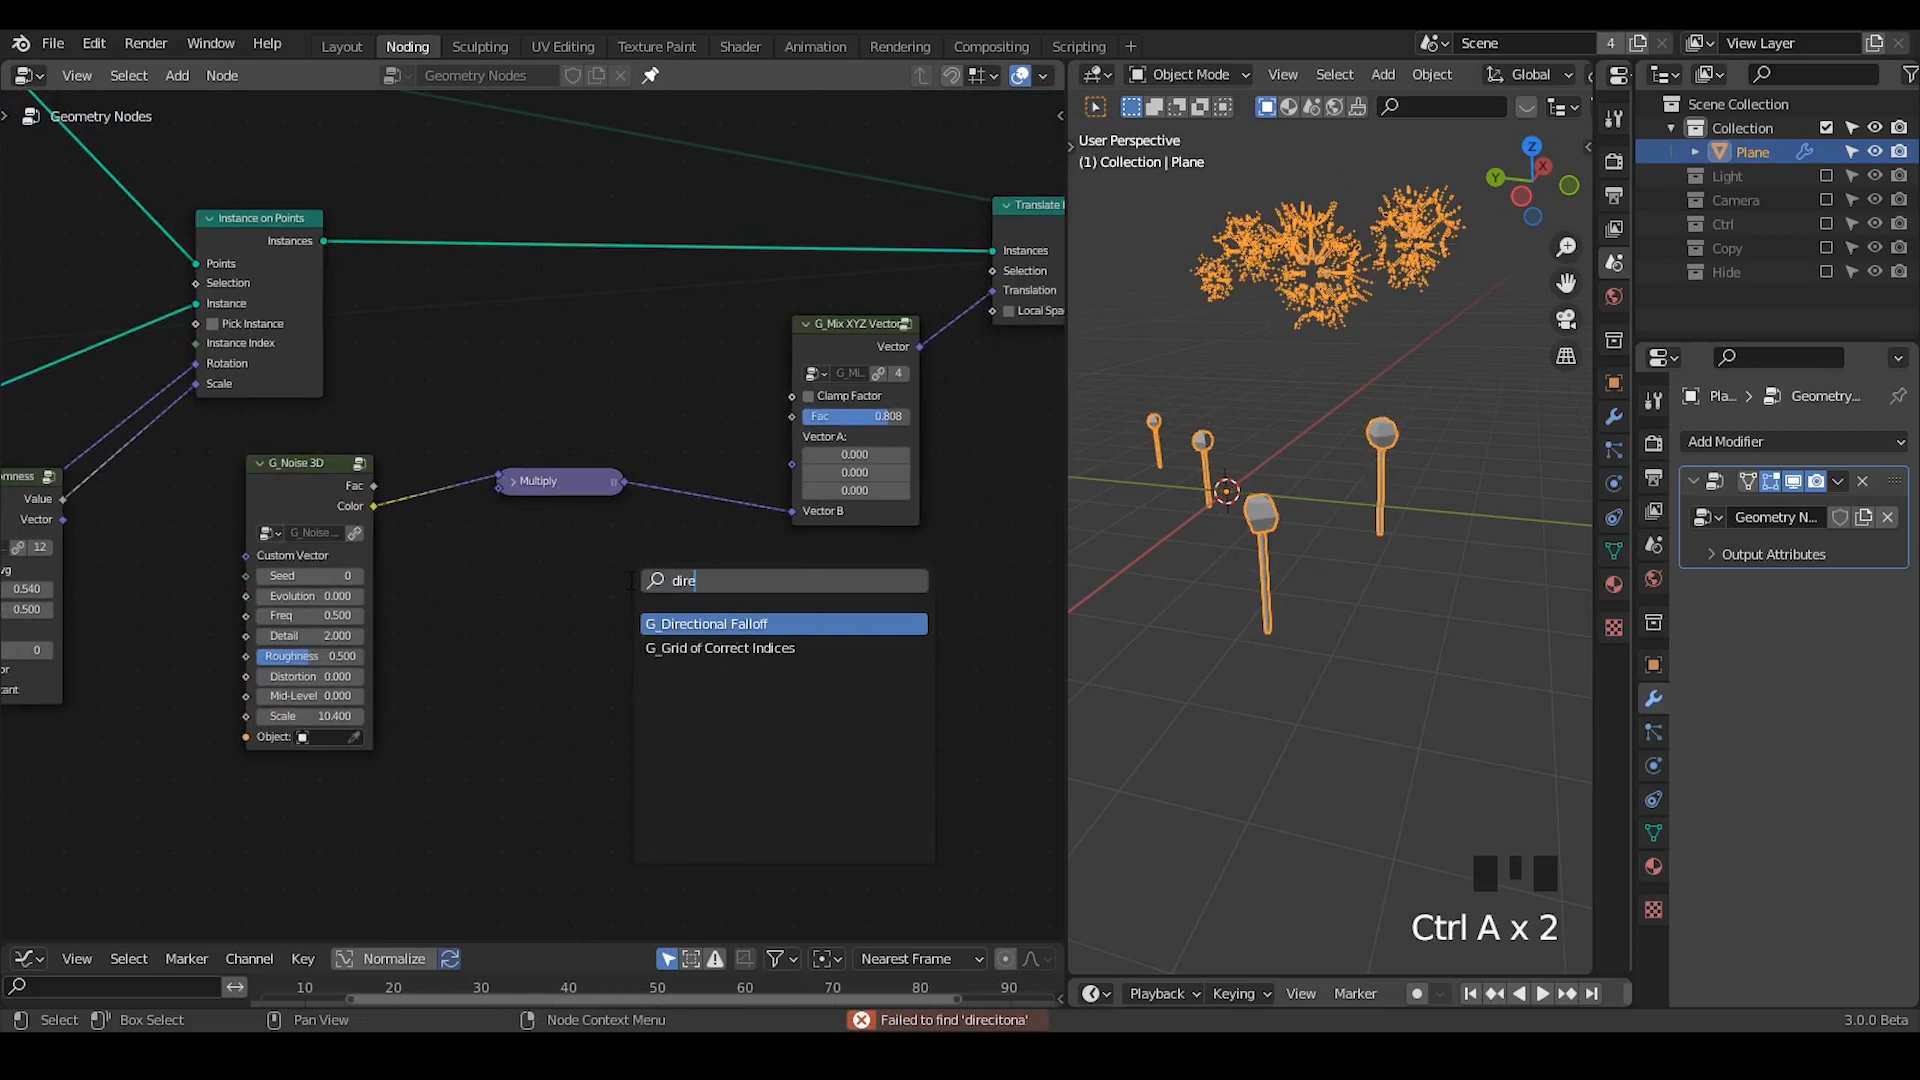 File Edit Render Window Help Layout Noding Sculpting UV Editing Texture Paint Shader Animation Rendering Compositing Scripting + Scene 4 View Layer
View Select Add Node Geometry Nodes
Object Mode View Select Add Object Global
Geometry Nodes
User Perspective
(1) Collection | Plane
Scene Collection
Collection
Plane
Light
Camera
Ctrl
Copy
Hide
Instance on Points
Instances
Points
Selection
Instance
Pick Instance
Instance Index
Rotation
Scale
Translate
Instances
Selection
Translation
Local Spa
G_Mix XYZ Vector
Vector
G_Mi... 4
Clamp Factor
Fac 0.808
Vector A:
0.000
0.000
0.000
Vector B
omness
Value
Vector
12
vg
0.540
0.500
0
or
tant
G_Noise 3D
Fac
Color
G_Noise ...
Custom Vector
Seed 0
Evolution 0.000
Freq 0.500
Detail 2.000
Roughness 0.500
Distortion 0.000
Mid-Level 0.000
Scale 10.400
Object:
Multiply
dire
G_Directional Falloff
G_Grid of Correct Indices
Z
X
Y
Pla... > Geometry...
Add Modifier
Geometry N...
Output Attributes
Ctrl A x 2
View Select Marker Channel Key Normalize Nearest Frame
10 20 30 40 50 60 70 80 90
Playback Keying View Marker
Select Box Select Pan View Node Context Menu Failed to find 'direcitona' 3.0.0 Beta